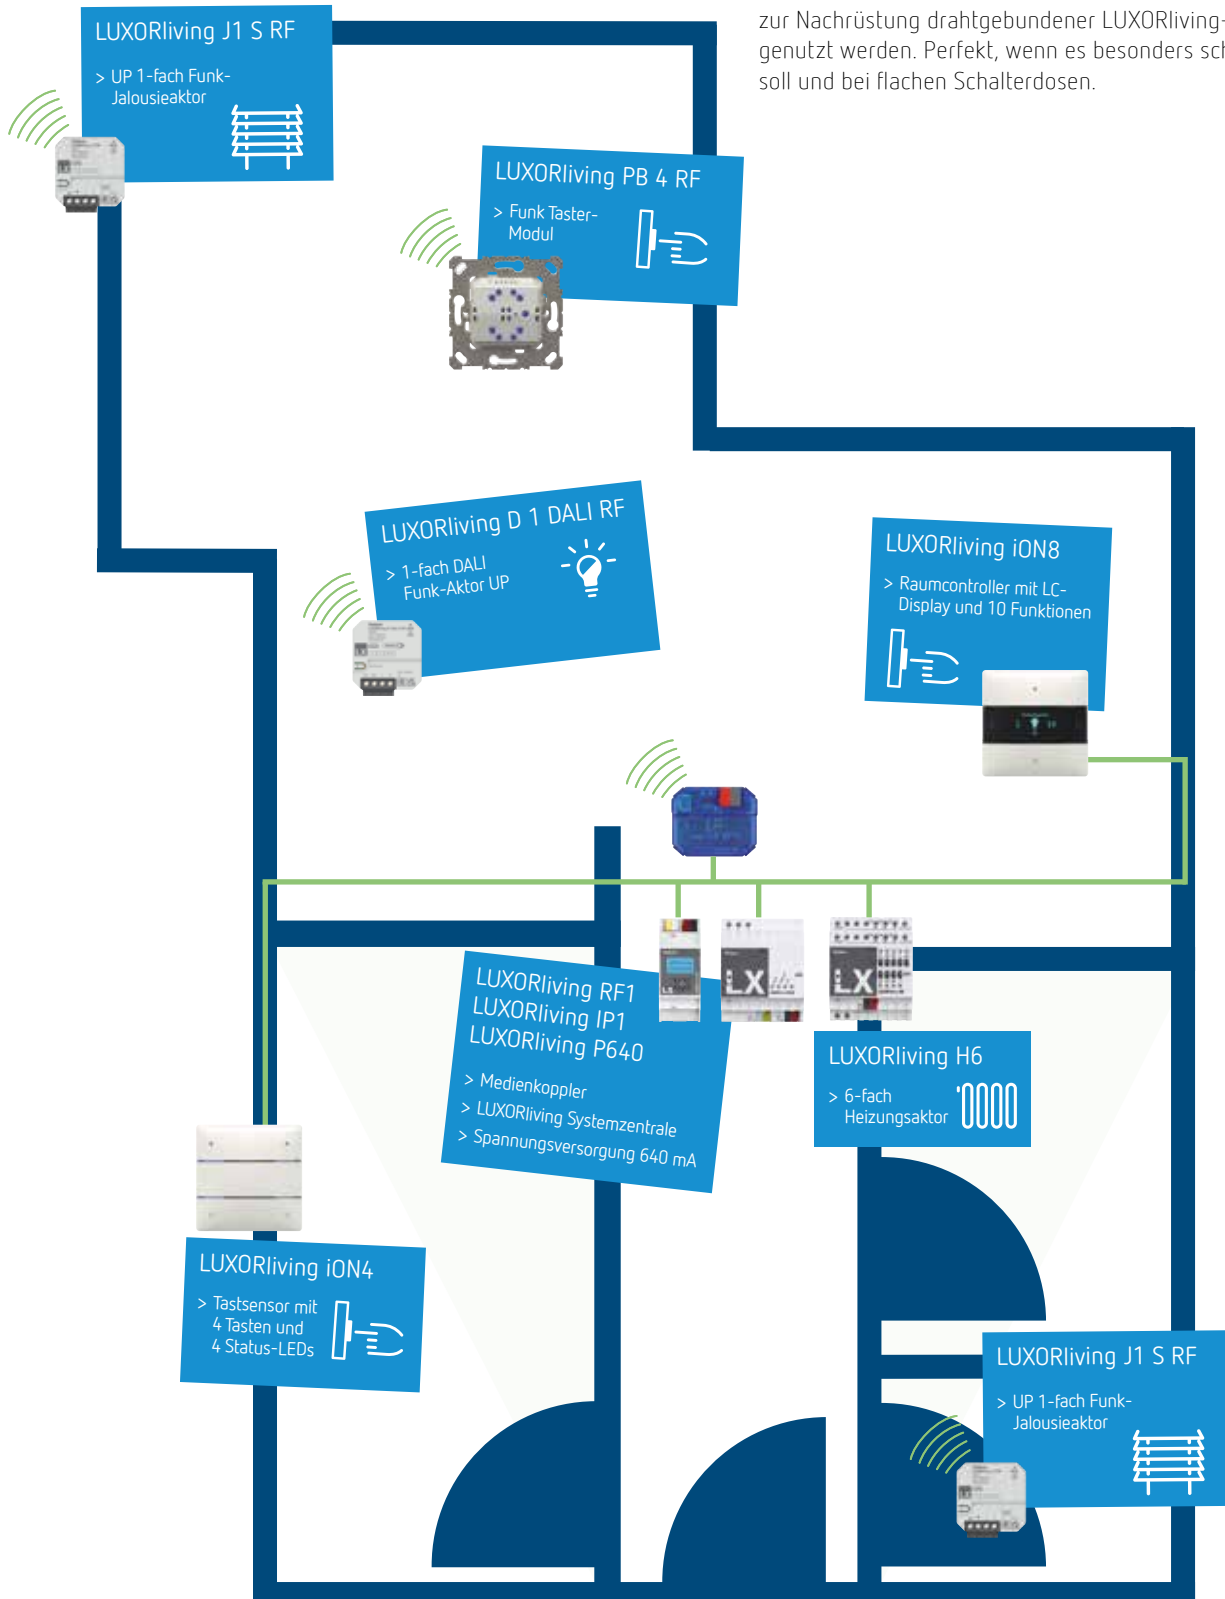 zur Nachrüstung drahtgebundener LUXORliving-
genutzt werden. Perfekt, wenn es besonders
soll und bei flachen Schalterdosen.
LUXORliving J1 S RF
> UP 1-fach Funk-
Jalousieaktor
LUXORliving PB 4 RF
> Funk Taster-
Modul
LUXORliving D 1 DALI RF
> 1-fach DALI
Funk-Aktor UP
LUXORliving iON8
> Raumcontroller mit LC-
Display und 10 Funktionen
LX
LX
LUXORliving RF1
LUXORliving IP1
LUXORliving P640
> Medienkoppler
> LUXORliving Systemzentrale
> Spannungsversorgung 640 mA
LUXORliving H6
> 6-fach
Heizungsaktor
LUXORliving iON4
> Tastsensor mit
4 Tasten und
4 Status-LEDs
LUXORliving J1 S RF
> UP 1-fach Funk-
Jalousieaktor